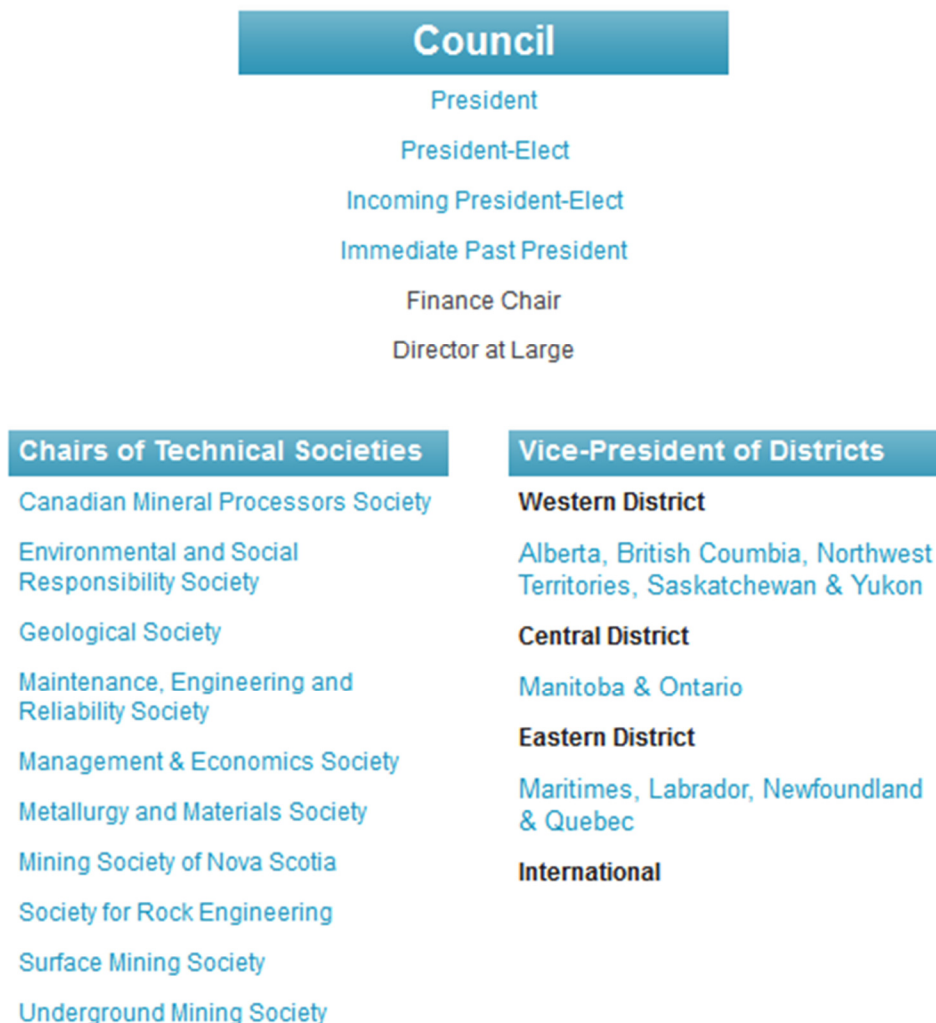 Council
President
President-Elect
Incoming President-Elect
Immediate Past President
Finance Chair
Director at Large
Chairs of Technical Societies
Canadian Mineral Processors Society
Environmental and Social
Responsibility Society
Geological Society
Maintenance, Engineering and
Reliability Society
Management & Economics Society
Metallurgy and Materials Society
Mining Society of Nova Scotia
Society for Rock Engineering
Surface Mining Society
Underground Mining Society
Vice-President of Districts
Western District
Alberta, British Coumbia, Northwest
Territories, Saskatchewan & Yukon
Central District
Manitoba & Ontario
Eastern District
Maritimes, Labrador, Newfoundland
& Quebec
International